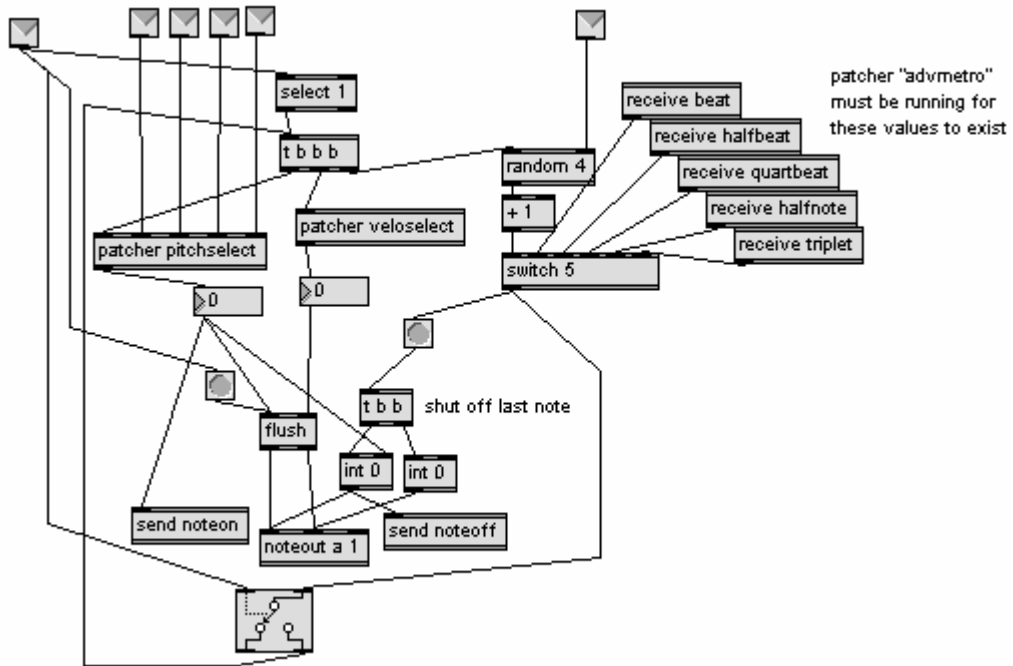 select 1
t b b b
patcher pitchselect
patcher veloselect
0
0
random 4
+ 1
switch 5
receive beat
receive halfbeat
receive quartbeat
receive halfnote
receive triplet
patcher "advmetro"
must be running for
these values to exist
t b b
shut off last note
flush
int 0
int 0
send noteon
send noteoff
noteout a 1